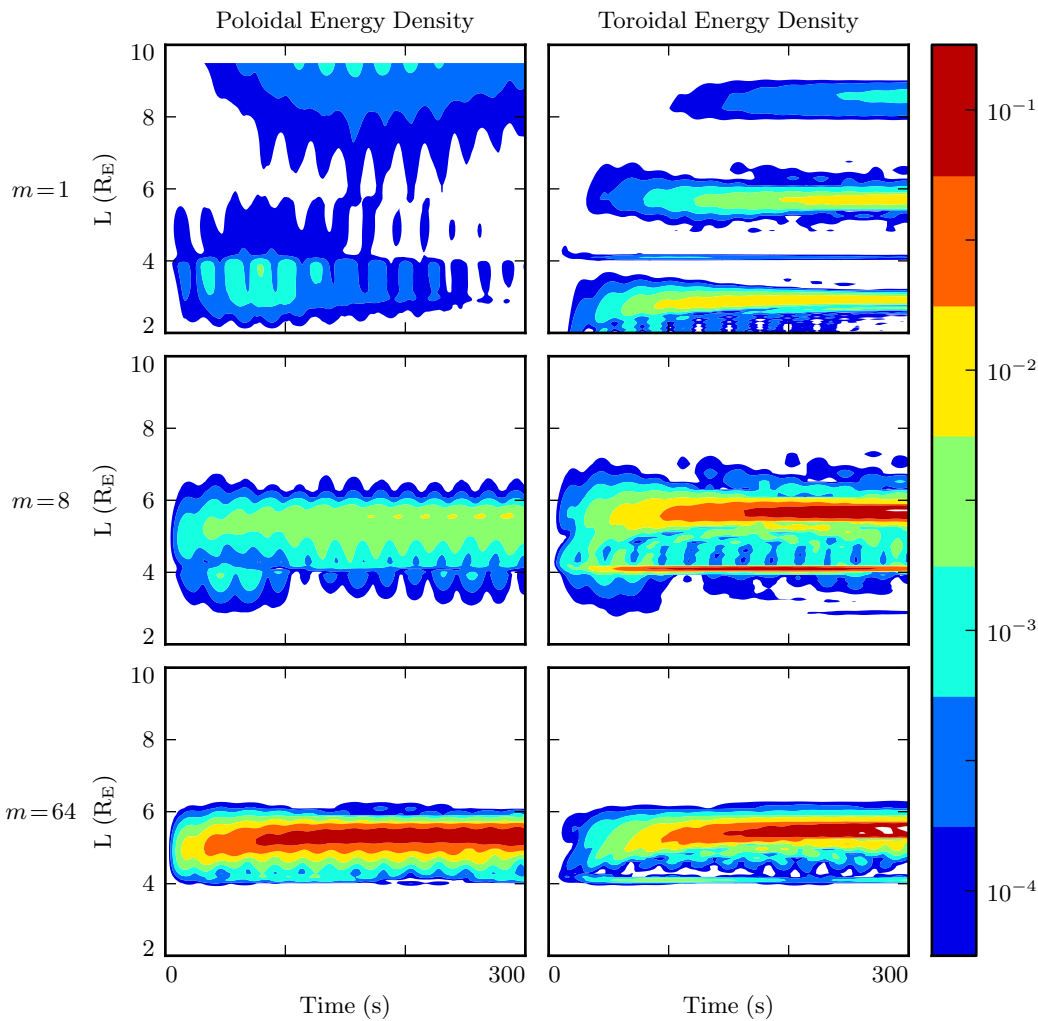 Poloidal Energy Density
Toroidal Energy Density
m=1
L (R_E)
10
8
6
4
2
m=8
L (R_E)
10
8
6
4
2
m=64
L (R_E)
10
8
6
4
2
0
300
Time (s)
0
300
Time (s)
10^{-1}
10^{-2}
10^{-3}
10^{-4}